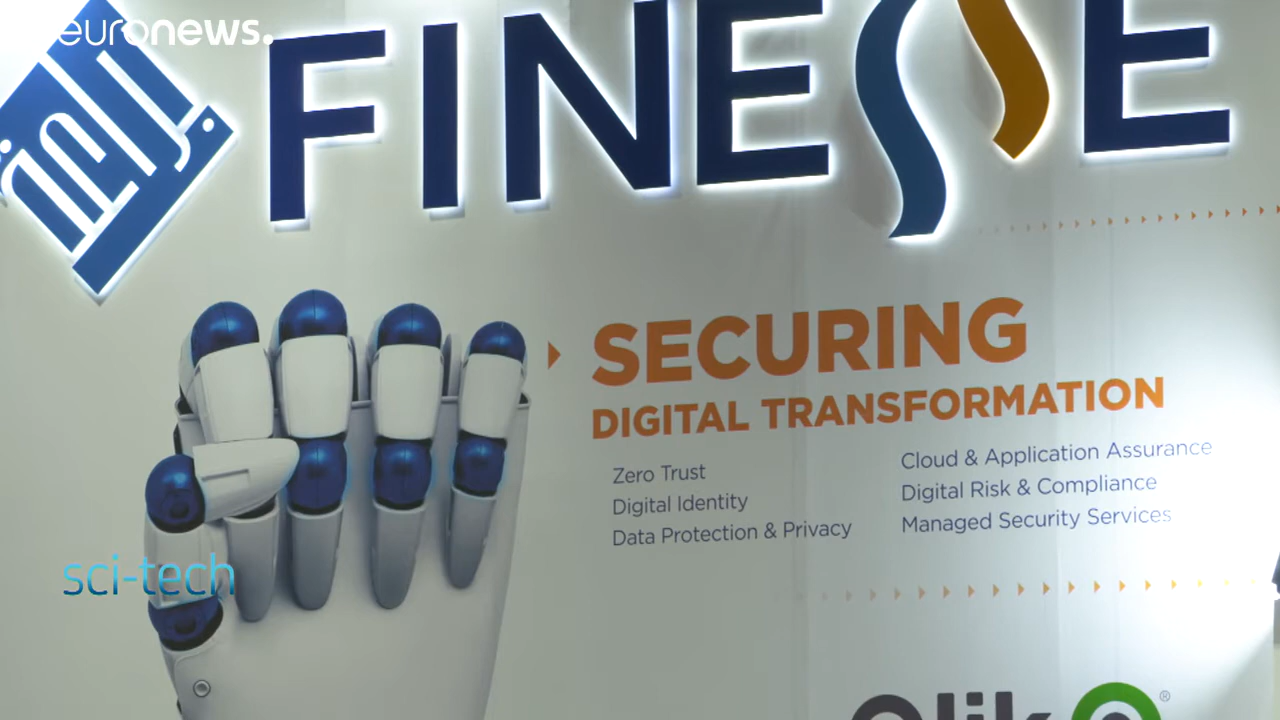 euronews.
FINESSE
SECURING
DIGITAL TRANSFORMATION
Zero Trust
Digital Identity
Data Protection & Privacy
Cloud & Application Assurance
Digital Risk & Compliance
Managed Security Services
sci-tech
Qlik